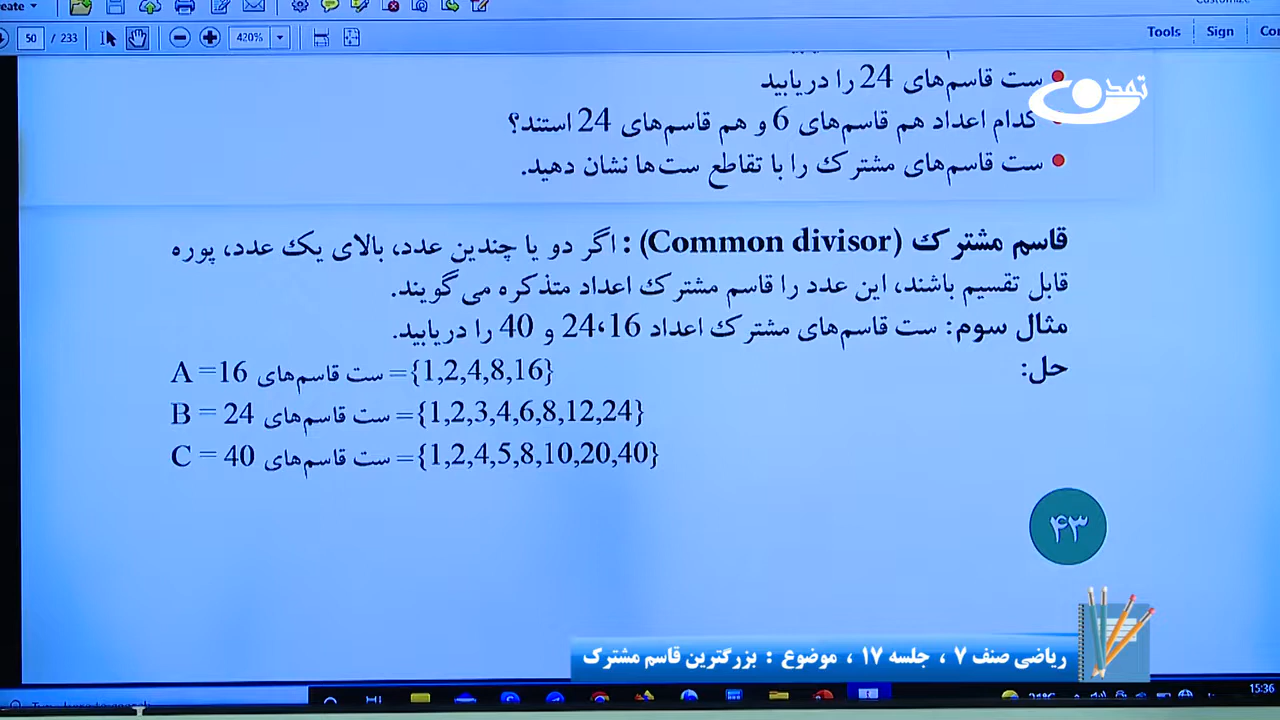 50 / 233
420%
Tools
Sign
تمدن
ست قاسم‌های 24 را دریابید
کدام اعداد هم قاسم‌های 6 و هم قاسم‌های 24 استند؟
ست قاسم‌های مشترک را با تقاطع ست‌ها نشان دهید.
قاسم مشترک (Common divisor) : اگر دو یا چندین عدد، بالای یک عدد، پوره
قابل تقسیم باشند، این عدد را قاسم مشترک اعداد متذکره می گویند.
مثال سوم: ست قاسم‌های مشترک اعداد 16، 24 و 40 را دریابید.
حل:
A =16 ست قاسم‌های ={1,2,4,8,16}
B = 24 ست قاسم‌های ={1,2,3,4,6,8,12,24}
C = 40 ست قاسم‌های ={1,2,4,5,8,10,20,40}
۴۳
ریاضی صنف ۷ ، جلسه ۱۷ ، موضوع : بزرگترین قاسم مشترک
15:36